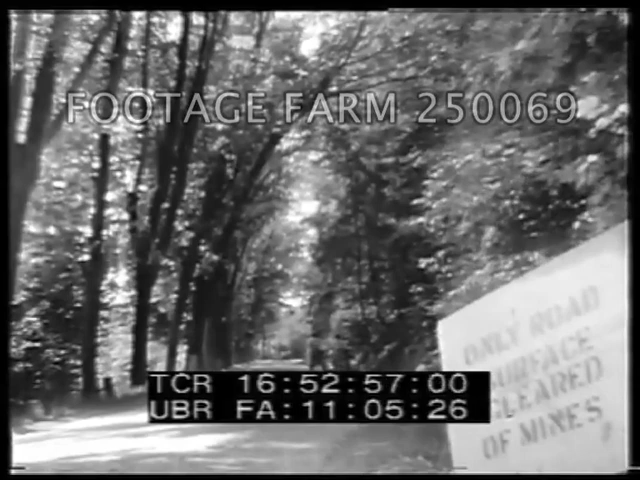 FOOTAGE FARM 250069
ONLY ROAD
SURFACE
CLEARED
OF MINES
TCR 16:52:57:00
UBR FA:11:05:26